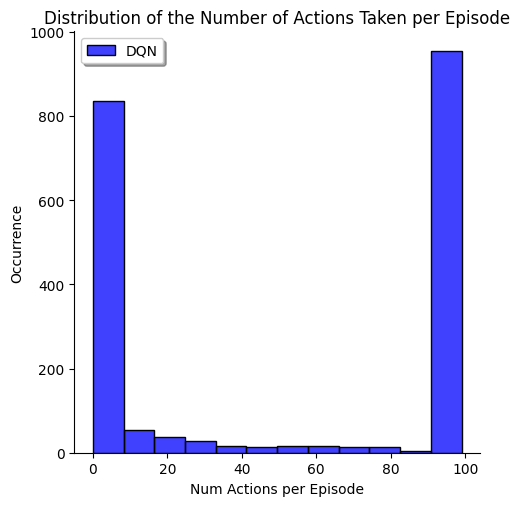 Distribution of the Number of Actions Taken per Episode
DQN
1000
800
600
400
200
0
Occurrence
0 20 40 60 80 100
Num Actions per Episode